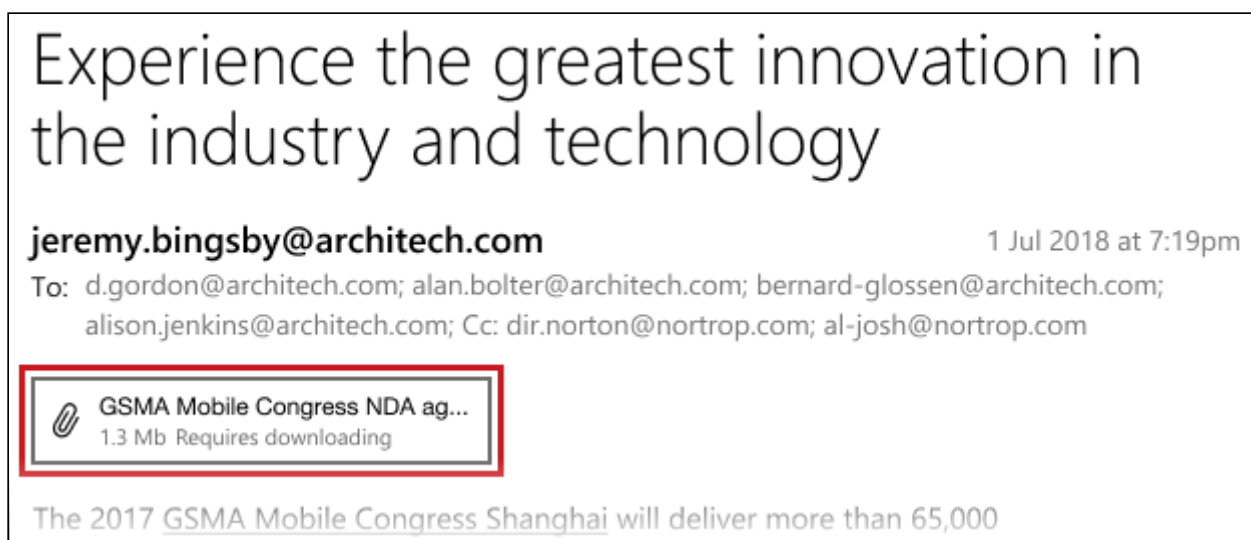 Experience the greatest innovation in
the industry and technology
jeremy.bingsby@architech.com 1 Jul 2018 at 7:19pm
To: d.gordon@architech.com; alan.bolter@architech.com; bernard-glossen@architech.com;
alison.jenkins@architech.com; Cc: dir.norton@nortrop.com; al-josh@nortrop.com
GSMA Mobile Congress NDA ag...
1.3 Mb Requires downloading
The 2017 GSMA Mobile Congress Shanghai will deliver more than 65,000